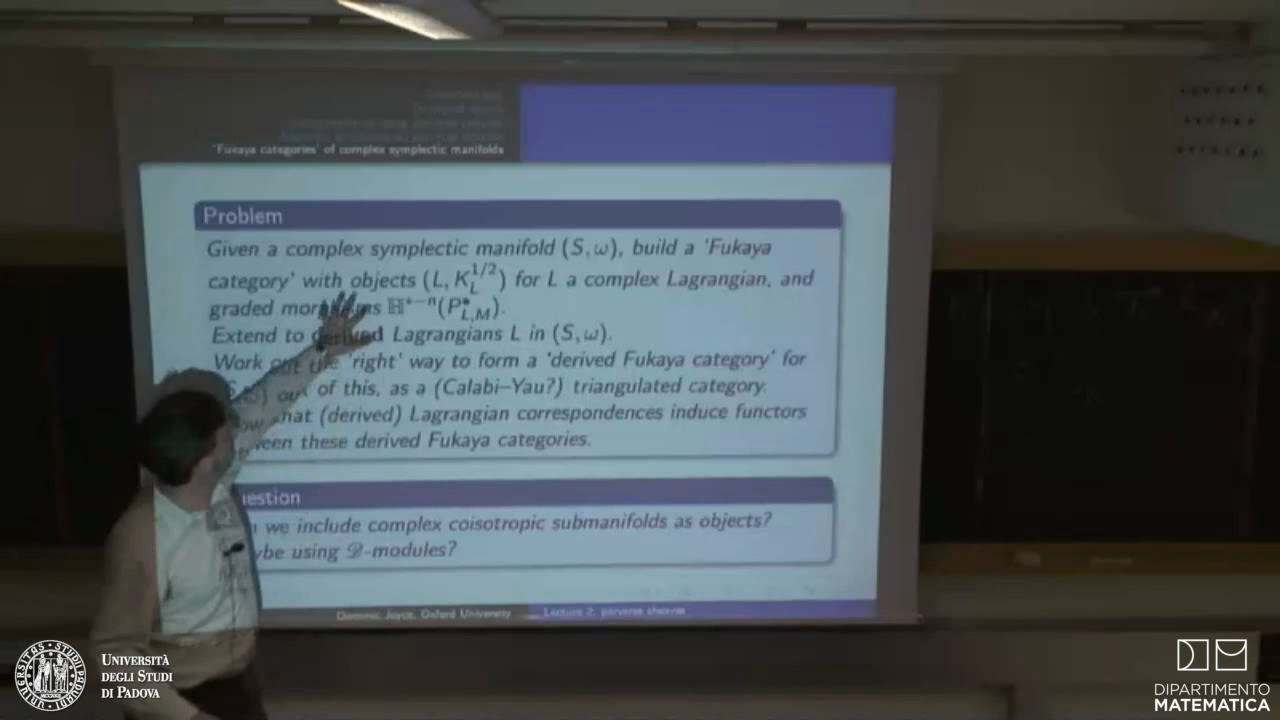 'Fukaya categories' of complex symplectic manifolds
Problem
Given a complex symplectic manifold (S, ω), build a 'Fukaya
category' with objects (L, K_L^{1/2}) for L a complex Lagrangian, and
graded morphisms ℍ^{*−n}(P^•_{L,M}).
Extend to derived Lagrangians L in (S, ω).
Work out the 'right' way to form a 'derived Fukaya category' for
out of this, as a (Calabi–Yau?) triangulated category.
that (derived) Lagrangian correspondences induce functors
these derived Fukaya categories.
we include complex coisotropic submanifolds as objects?
using 𝒟-modules?
Dominic Joyce, Oxford University
Lecture 2: perverse sheaves
UNIVERSITÀ
DEGLI STUDI
DI PADOVA
DIPARTIMENTO
MATEMATICA